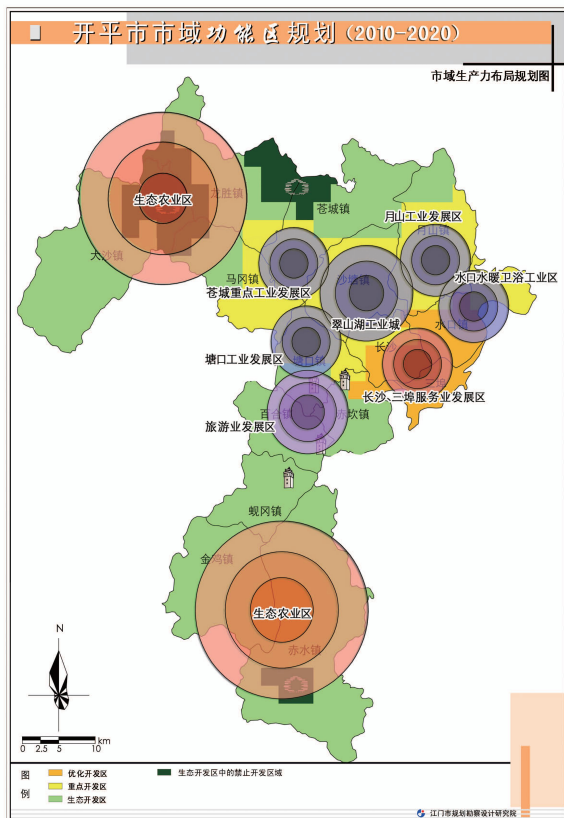 开平市市域功能区规划(2010-2020)
市域生产力布局规划图
生态农业区
龙胜镇
苍城镇
大沙镇
月山工业发展区
月山镇
马冈镇
沙塘镇
水口水暖卫浴工业区
苍城重点工业发展区
翠山湖工业城
水口镇
塘口工业发展区
塘口镇
长沙
三埠
长沙、三埠服务业发展区
百合镇
赤坎镇
旅游业发展区
蚬冈镇
金鸡镇
生态农业区
赤水镇
N
km
0 2.5 5 10
图例
优化开发区
重点开发区
生态开发区
生态开发区中的禁止开发区域
江门市规划勘察设计研究院